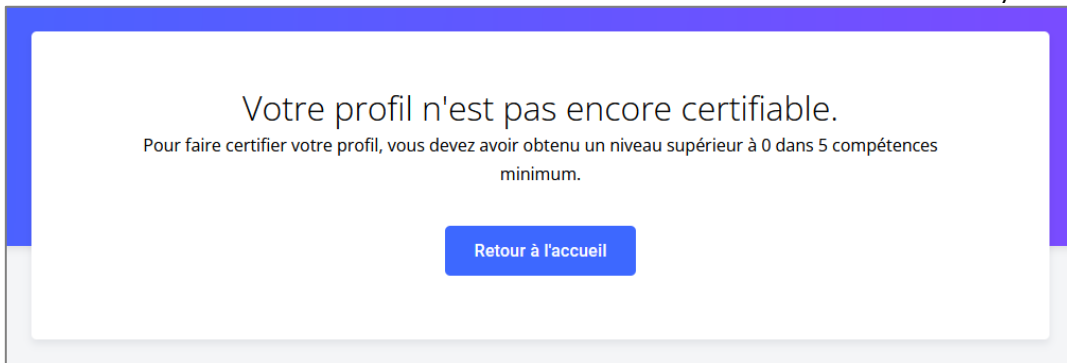 Votre profil n'est pas encore certifiable.
Pour faire certifier votre profil, vous devez avoir obtenu un niveau supérieur à 0 dans 5 compétences
minimum.
Retour à l'accueil